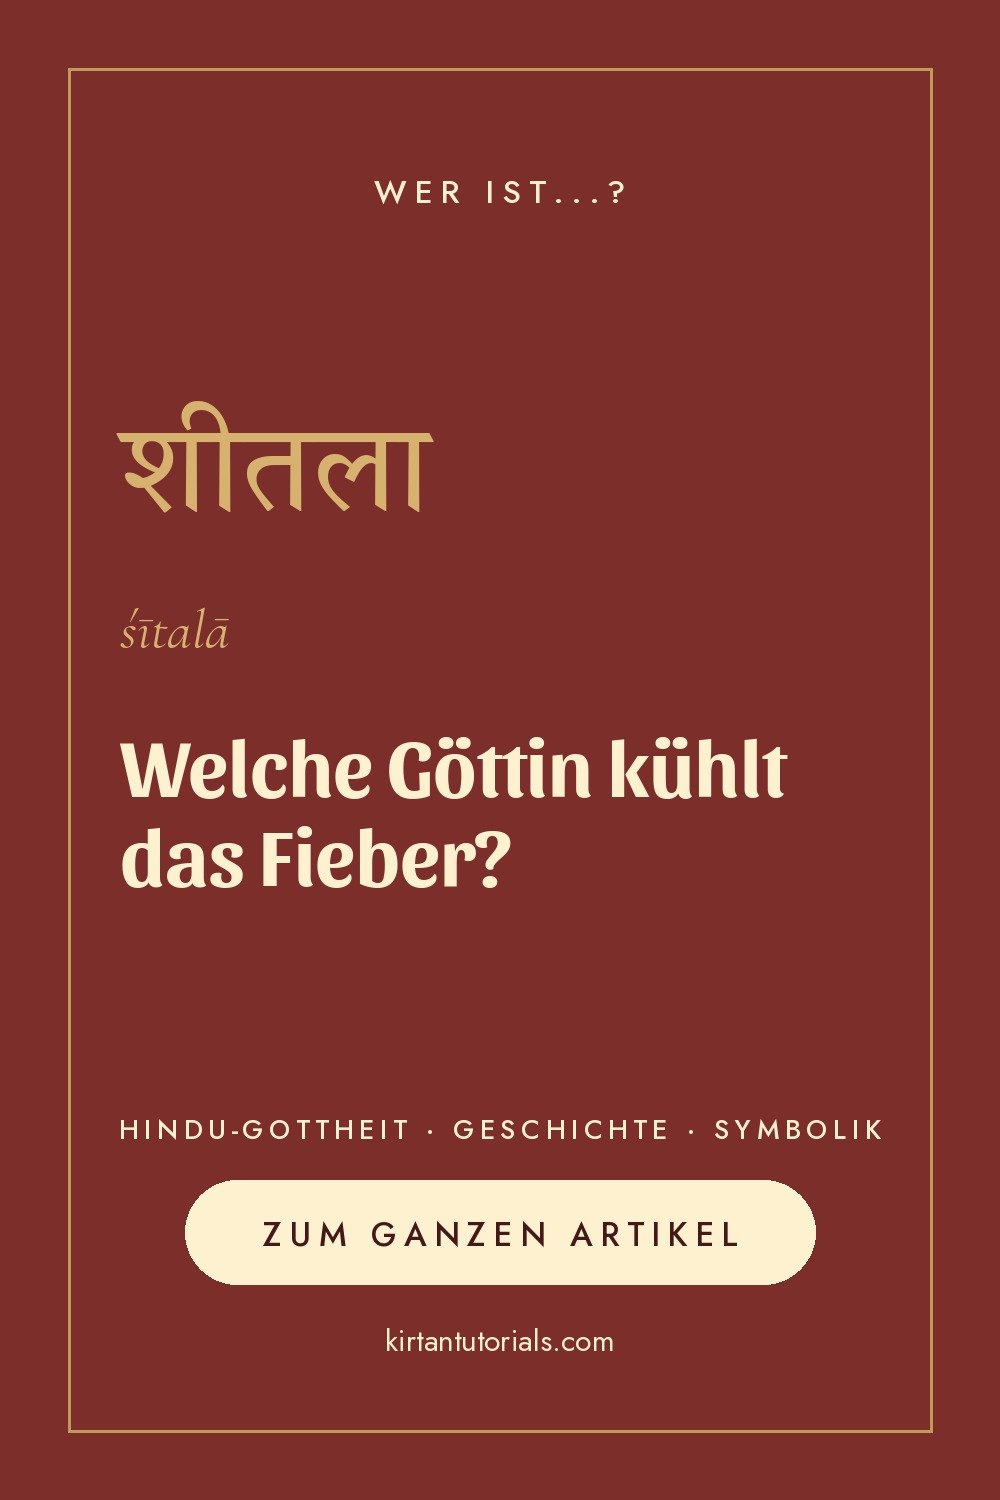 WER IST...?
शीतला
śītalā
Welche Göttin kühlt
das Fieber?
HINDU-GOTTHEIT · GESCHICHTE · SYMBOLIK
ZUM GANZEN ARTIKEL
kirtantutorials.com